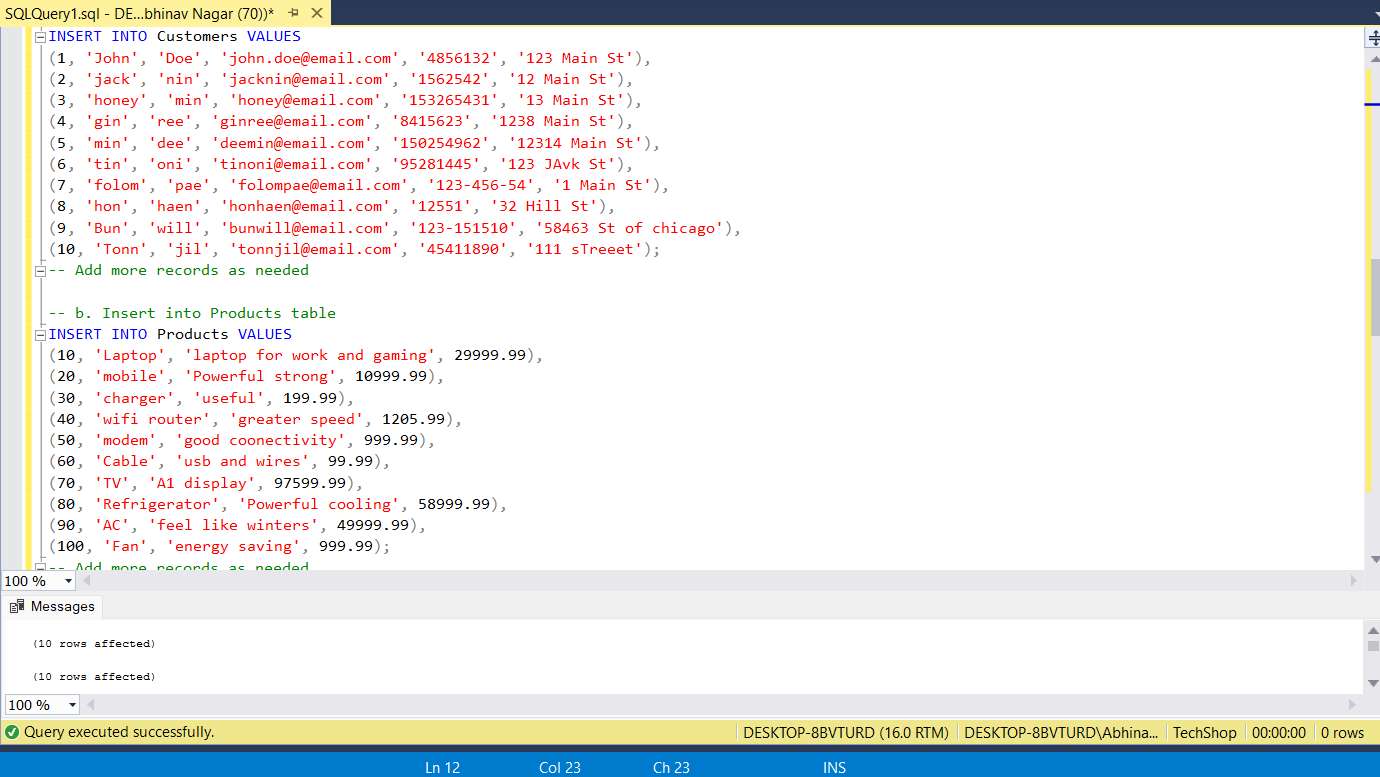 SQLQuery1.sql - DE...bhinav Nagar (70))*
INSERT INTO Customers VALUES
(1, 'John', 'Doe', 'john.doe@email.com', '4856132', '123 Main St'),
(2, 'jack', 'nin', 'jacknin@email.com', '1562542', '12 Main St'),
(3, 'honey', 'min', 'honey@email.com', '153265431', '13 Main St'),
(4, 'gin', 'ree', 'ginree@email.com', '8415623', '1238 Main St'),
(5, 'min', 'dee', 'deemin@email.com', '150254962', '12314 Main St'),
(6, 'tin', 'oni', 'tinoni@email.com', '95281445', '123 JAvk St'),
(7, 'folom', 'pae', 'folompae@email.com', '123-456-54', '1 Main St'),
(8, 'hon', 'haen', 'honhaen@email.com', '12551', '32 Hill St'),
(9, 'Bun', 'will', 'bunwill@email.com', '123-151510', '58463 St of chicago'),
(10, 'Tonn', 'jil', 'tonnjil@email.com', '45411890', '111 sTreeet');
-- Add more records as needed
-- b. Insert into Products table
INSERT INTO Products VALUES
(10, 'Laptop', 'laptop for work and gaming', 29999.99),
(20, 'mobile', 'Powerful strong', 10999.99),
(30, 'charger', 'useful', 199.99),
(40, 'wifi router', 'greater speed', 1205.99),
(50, 'modem', 'good coonectivity', 999.99),
(60, 'Cable', 'usb and wires', 99.99),
(70, 'TV', 'A1 display', 97599.99),
(80, 'Refrigerator', 'Powerful cooling', 58999.99),
(90, 'AC', 'feel like winters', 49999.99),
(100, 'Fan', 'energy saving', 999.99);
-- Add more records as needed
100 %
Messages
(10 rows affected)
(10 rows affected)
100 %
Query executed successfully. DESKTOP-8BVTURD (16.0 RTM) DESKTOP-8BVTURD\Abhina... TechShop 00:00:00 0 rows
Ln 12 Col 23 Ch 23 INS